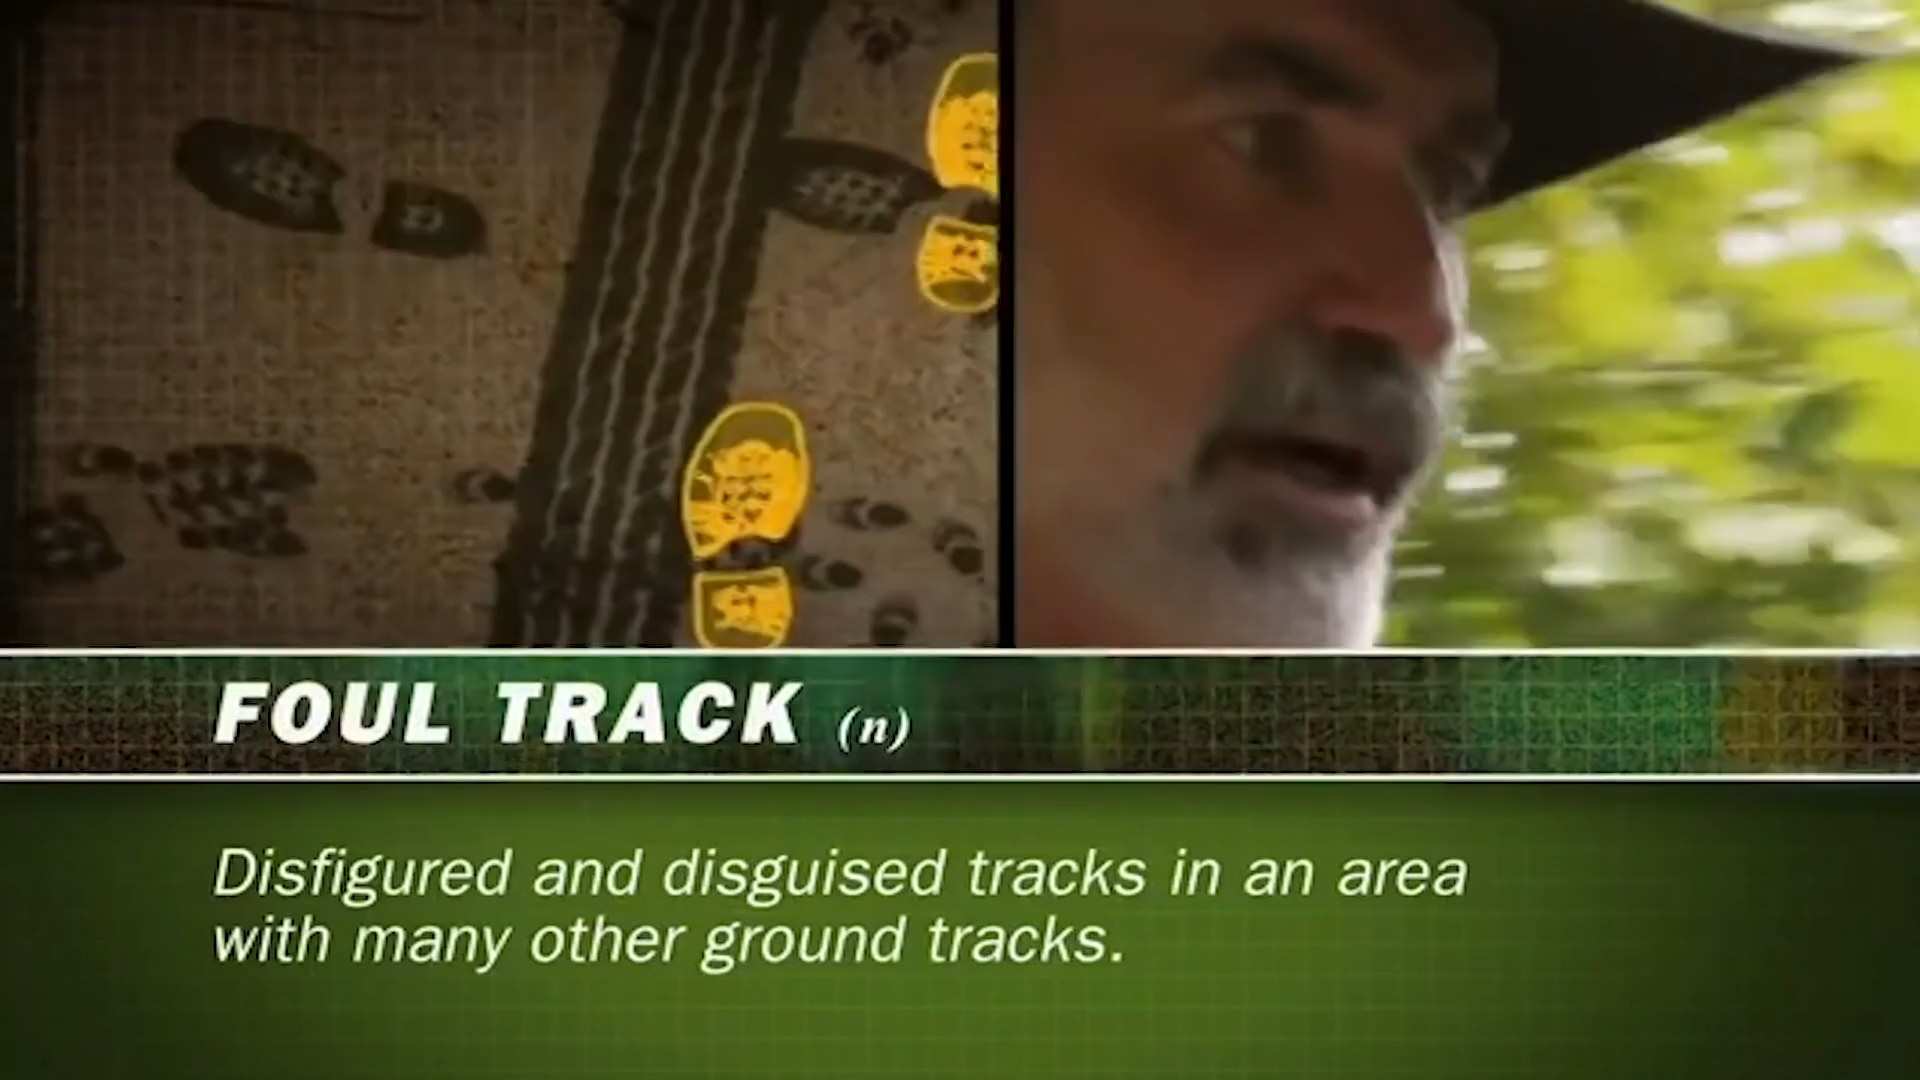 FOUL TRACK (n)
Disfigured and disguised tracks in an area
with many other ground tracks.